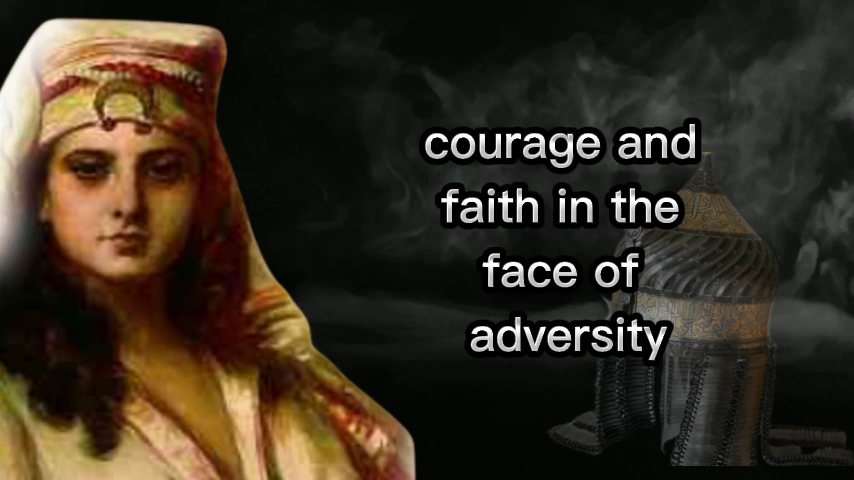 courage and
faith in the
face of
adversity